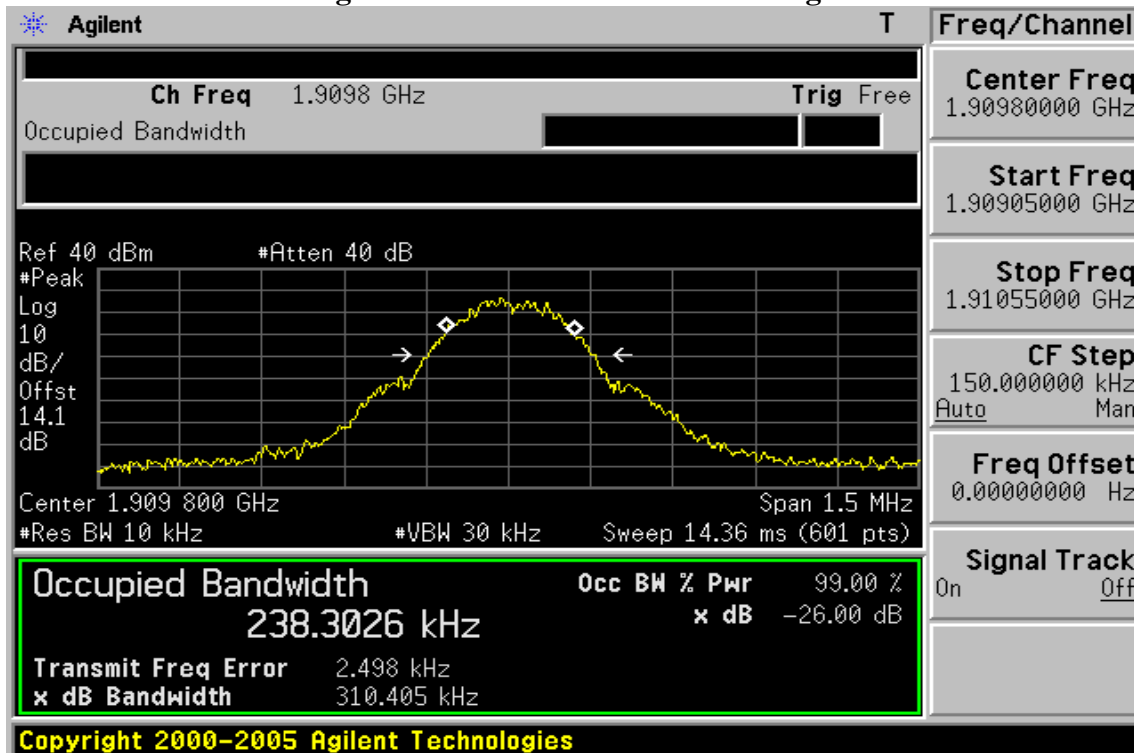 Agilent T
Freq/Channel
Ch Freq 1.9098 GHz Trig Free
Occupied Bandwidth
Center Freq
1.90980000 GHz
Start Freq
1.90905000 GHz
Stop Freq
1.91055000 GHz
CF Step
150.000000 kHz
Auto Man
Freq Offset
0.00000000 Hz
Signal Track
On Off
Ref 40 dBm #Atten 40 dB
#Peak
Log
10
dB/
Offst
14.1
dB
Center 1.909 800 GHz Span 1.5 MHz
#Res BW 10 kHz #VBW 30 kHz Sweep 14.36 ms (601 pts)
Occupied Bandwidth
238.3026 kHz
Occ BW % Pwr 99.00 %
x dB -26.00 dB
Transmit Freq Error 2.498 kHz
x dB Bandwidth 310.405 kHz
Copyright 2000-2005 Agilent Technologies